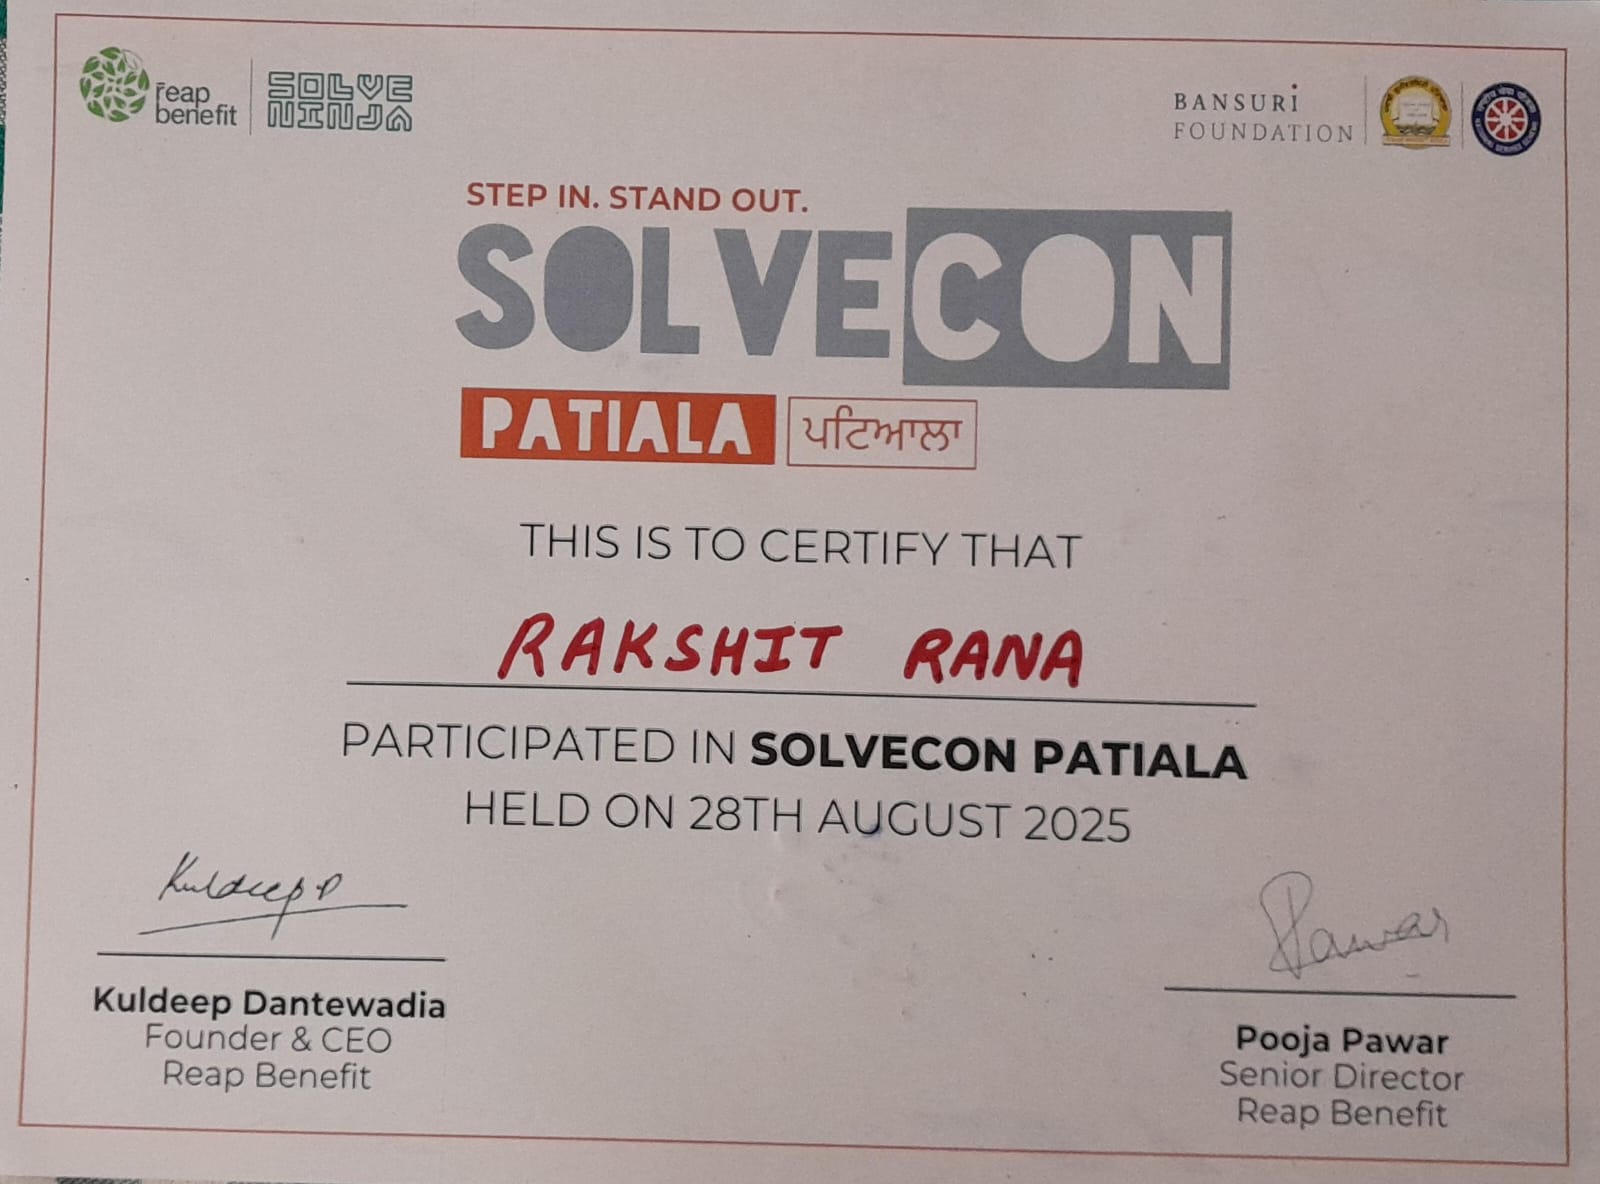 reap
benefit
SOLVE
NINJA
BANSURI
FOUNDATION
STEP IN. STAND OUT.
SOLVECON
PATIALA
ਪਟਿਆਲਾ
THIS IS TO CERTIFY THAT
RAKSHIT RANA
PARTICIPATED IN SOLVECON PATIALA
HELD ON 28TH AUGUST 2025
Kuldeep P
Pawar
Kuldeep Dantewadia
Founder & CEO
Reap Benefit
Pooja Pawar
Senior Director
Reap Benefit